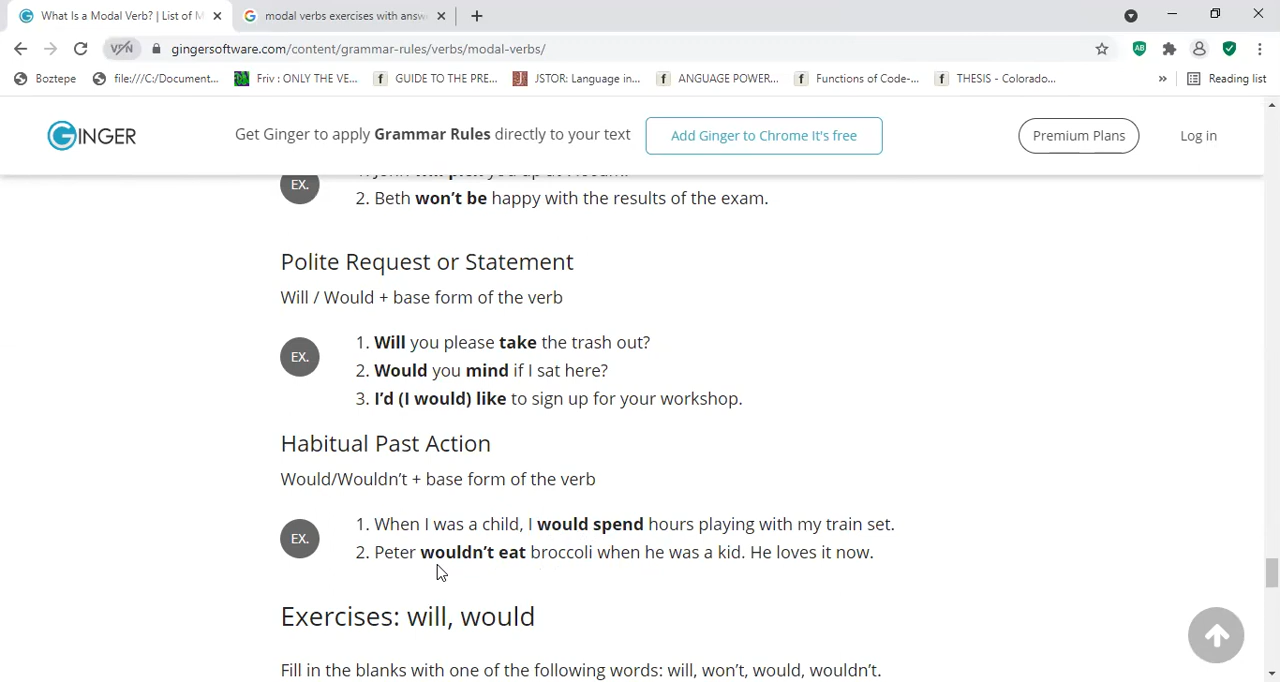 What Is a Modal Verb? | List of M
modal verbs exercises with answ
gingersoftware.com/content/grammar-rules/verbs/modal-verbs/
Boztepe
file:///C:/Document...
Friv : ONLY THE VE...
GUIDE TO THE PRE...
JSTOR: Language in...
ANGUAGE POWER...
Functions of Code-...
THESIS - Colorado...
»
Reading list
GINGER
Get Ginger to apply Grammar Rules directly to your text
Add Ginger to Chrome It's free
Premium Plans
Log in
EX.
2. Beth won't be happy with the results of the exam.
Polite Request or Statement
Will / Would + base form of the verb
EX.
1. Will you please take the trash out?
2. Would you mind if I sat here?
3. I'd (I would) like to sign up for your workshop.
Habitual Past Action
Would/Wouldn't + base form of the verb
EX.
1. When I was a child, I would spend hours playing with my train set.
2. Peter wouldn't eat broccoli when he was a kid. He loves it now.
Exercises: will, would
Fill in the blanks with one of the following words: will, won't, would, wouldn't.